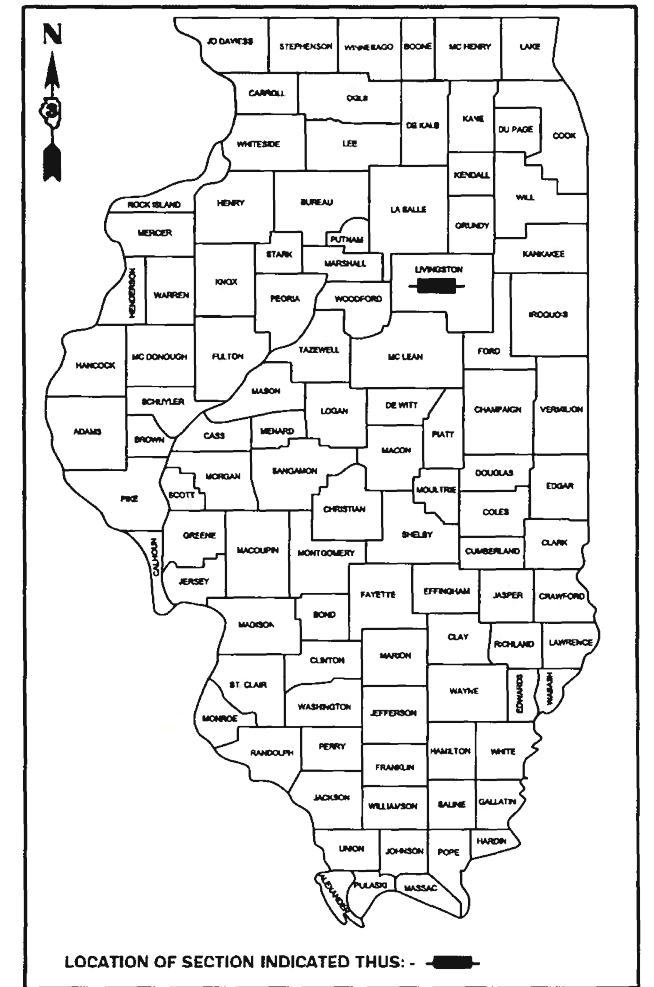 N
JO DAVIESS STEPHENSON WINNEBAGO BOONE MC HENRY LAKE
CARROLL OGLE DE KALB KANE DU PAGE COOK
WHITESIDE LEE
KENDALL WILL
ROCK ISLAND HENRY BUREAU LA SALLE GRUNDY
MERCER PUTNAM
STARK MARSHALL KANKAKEE
LIVINGSTON
HENDERSON WARREN KNOX PEORIA WOODFORD IROQUOIS
HANCOCK MC DONOUGH FULTON TAZEWELL MC LEAN FORD
SCHUYLER MASON
LOGAN DE WITT CHAMPAIGN VERMILION
ADAMS BROWN CASS MENARD PIATT
MACON
MORGAN SANGAMON DOUGLAS
PIKE SCOTT MOULTRIE EDGAR
CHRISTIAN COLES
GREENE MACOUPIN SHELBY
CALHOUN MONTGOMERY CUMBERLAND CLARK
JERSEY FAYETTE EFFINGHAM JASPER CRAWFORD
MADISON BOND
CLAY RICHLAND LAWRENCE
CLINTON MARION
ST. CLAIR WAYNE EDWARDS WABASH
MONROE WASHINGTON JEFFERSON
RANDOLPH PERRY HAMILTON WHITE
FRANKLIN
JACKSON WILLIAMSON SALINE GALLATIN
UNION JOHNSON POPE HARDIN
ALEXANDER PULASKI MASSAC
LOCATION OF SECTION INDICATED THUS: -